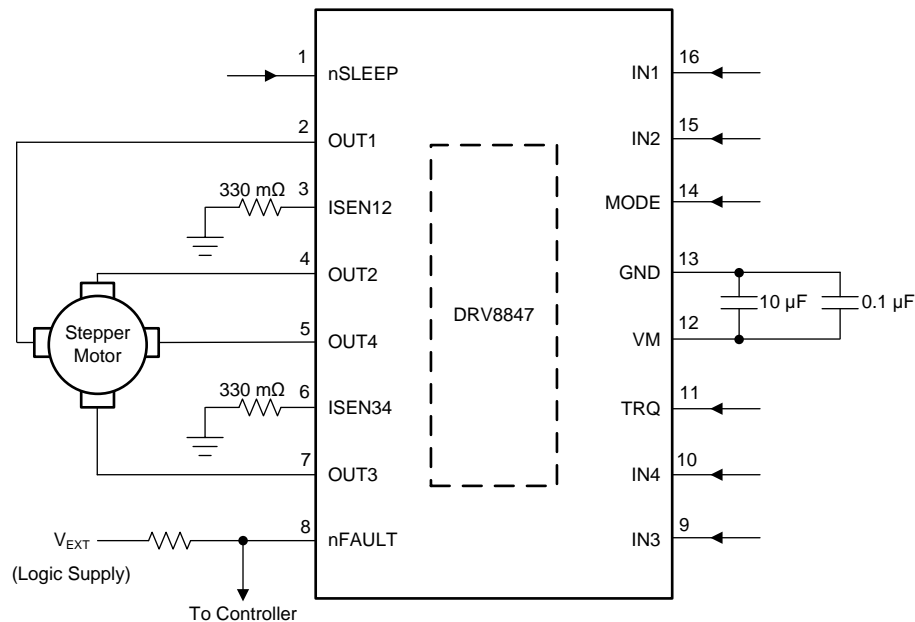 1
nSLEEP
16
IN1
2
OUT1
15
IN2
330 mΩ
3
ISEN12
14
MODE
4
OUT2
13
GND
DRV8847
10 µF
0.1 µF
Stepper
Motor
5
OUT4
12
VM
330 mΩ
6
ISEN34
11
TRQ
7
OUT3
10
IN4
VEXT
(Logic Supply)
8
nFAULT
9
IN3
To Controller